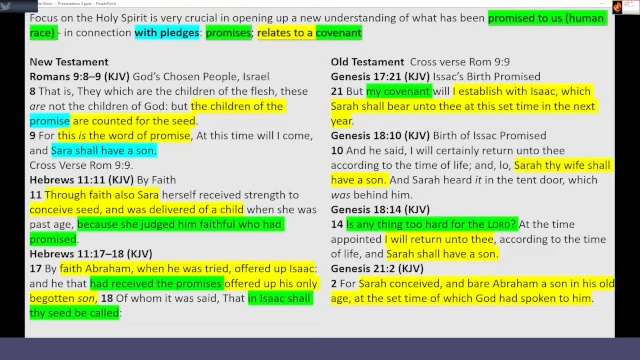 Focus on the Holy Spirit is very crucial in opening up a new understanding of what has been promised to us (human
race) - in connection with pledges: promises; relates to a covenant
New Testament
Romans 9:8–9 (KJV) God's Chosen People, Israel
8 That is, They which are the children of the flesh, these
are not the children of God: but the children of the
promise are counted for the seed.
9 For this is the word of promise, At this time will I come,
and Sara shall have a son.
Cross Verse Rom 9:9.
Hebrews 11:11 (KJV) By Faith
11 Through faith also Sara herself received strength to
conceive seed, and was delivered of a child when she was
past age, because she judged him faithful who had
promised.
Hebrews 11:17–18 (KJV)
17 By faith Abraham, when he was tried, offered up Isaac:
and he that had received the promises offered up his only
begotten son, 18 Of whom it was said, That in Isaac shall
thy seed be called:
Old Testament Cross verse Rom 9:9
Genesis 17:21 (KJV) Issac's Birth Promised
21 But my covenant will I establish with Isaac, which
Sarah shall bear unto thee at this set time in the next
year.
Genesis 18:10 (KJV) Birth of Issac Promised
10 And he said, I will certainly return unto thee
according to the time of life; and, lo, Sarah thy wife shall
have a son. And Sarah heard it in the tent door, which
was behind him.
Genesis 18:14 (KJV)
14 Is any thing too hard for the LORD? At the time
appointed I will return unto thee, according to the time
of life, and Sarah shall have a son.
Genesis 21:2 (KJV)
2 For Sarah conceived, and bare Abraham a son in his old
age, at the set time of which God had spoken to him.